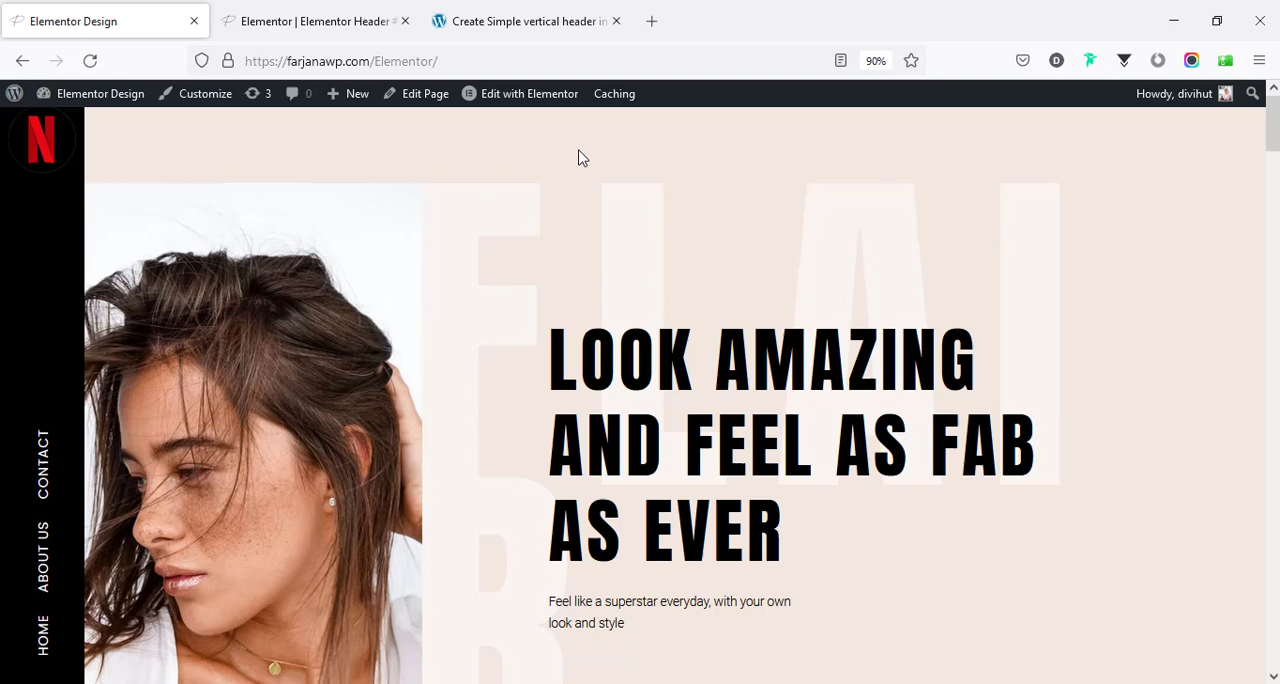 Elementor Design
Elementor | Elementor Header #
Create Simple vertical header in
https://farjanawp.com/Elementor/
90%
D
Elementor Design
Customize
3
0
New
Edit Page
Edit with Elementor
Caching
Howdy, divihut
N
CONTACT
ABOUT US
HOME
LOOK AMAZING
AND FEEL AS FAB
AS EVER
Feel like a superstar everyday, with your own
look and style